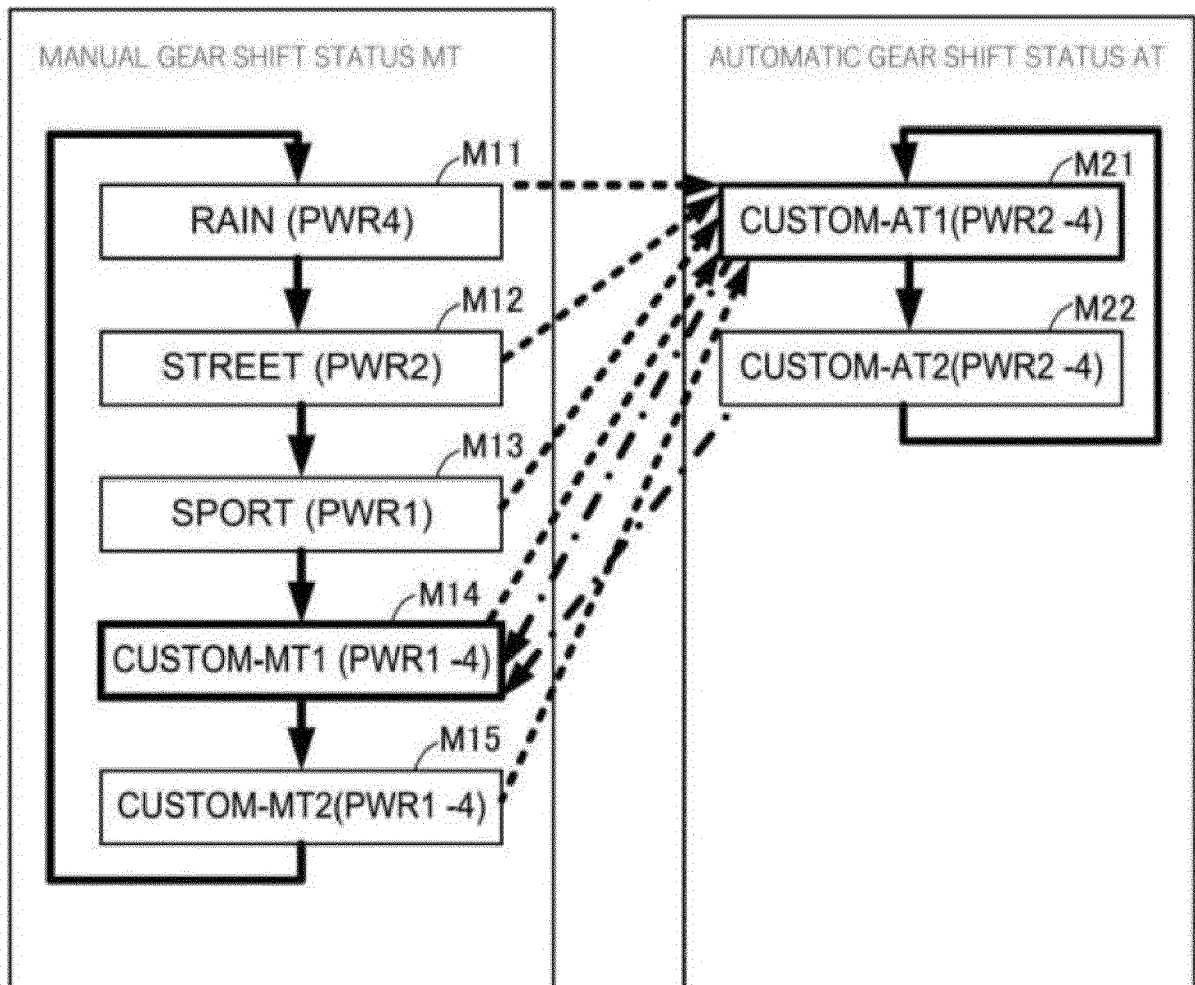 MANUAL GEAR SHIFT STATUS MT
M11
RAIN (PWR4)
M12
STREET (PWR2)
M13
SPORT (PWR1)
M14
CUSTOM-MT1 (PWR1 -4)
M15
CUSTOM-MT2(PWR1 -4)
AUTOMATIC GEAR SHIFT STATUS AT
M21
CUSTOM-AT1(PWR2 -4)
M22
CUSTOM-AT2(PWR2 -4)